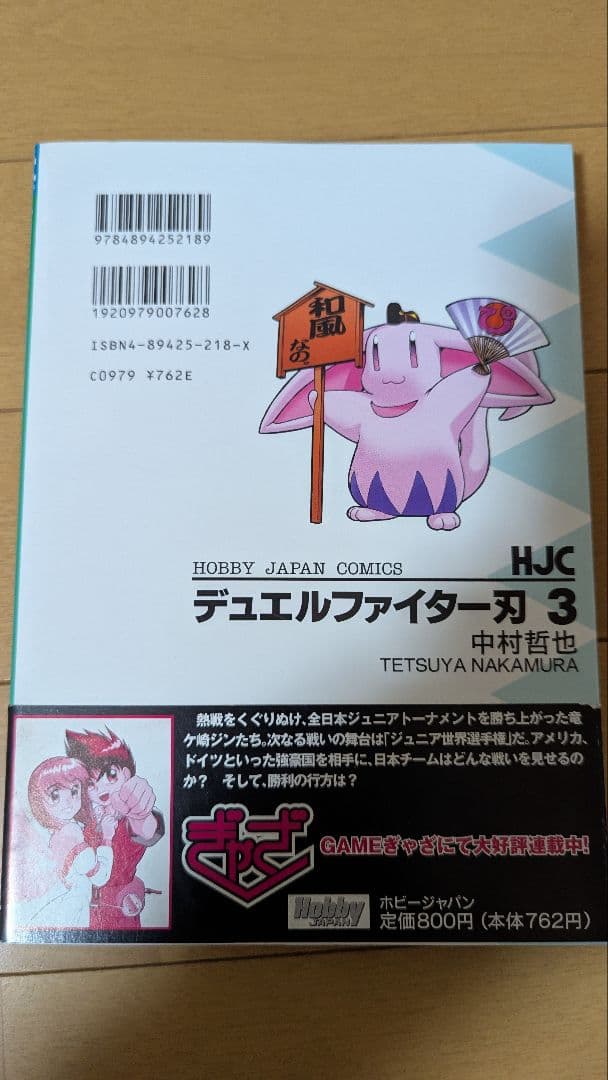 9784894252189
1920979007628
ISBN4-89425-218-X
C0979 ¥762E
和風
なの。
HOBBY JAPAN COMICS
HJC
デュエルファイター刃 3
中村哲也
TETSUYA NAKAMURA
熱戦をくぐりぬけ、全日本ジュニアトーナメントを勝ち上がった竜
ケ崎ジンたち。次なる戦いの舞台は「ジュニア世界選手権」だ。アメリカ、
ドイツといった強豪国を相手に、日本チームはどんな戦いを見せるの
か？ そして、勝利の行方は？
ぎゃざ
GAMEぎゃざにて大好評連載中!
Hobby
JAPAN
ホビージャパン
定価800円(本体762円)